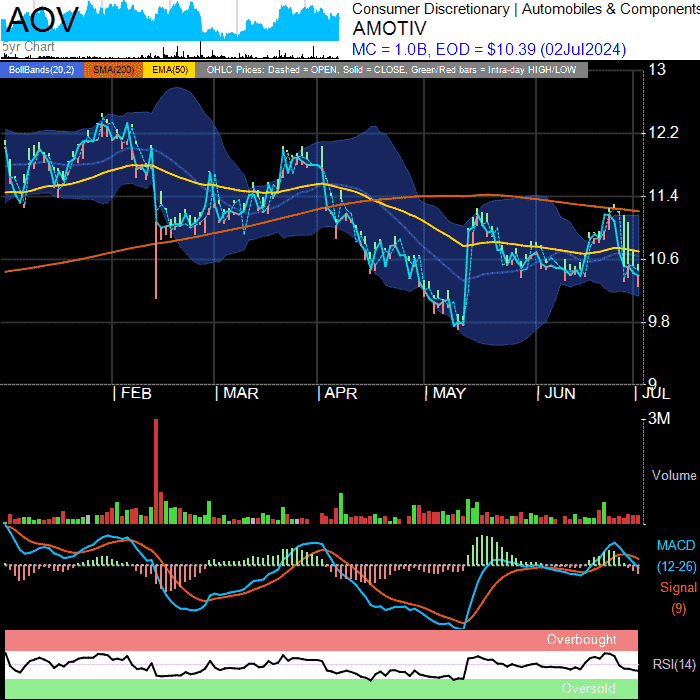 AOV
5yr Chart
Consumer Discretionary | Automobiles & Components
AMOTIV
MC = 1.0B, EOD = $10.39 (02Jul2024)
BollBands(20,2) SMA(200) EMA(50) OHLC Prices: Dashed = OPEN, Solid = CLOSE, Green/Red bars = Intra-day HIGH/LOW
13
12.2
11.4
10.6
9.8
9
FEB MAR APR MAY JUN JUL
3M
Volume
MACD
(12-26)
Signal
(9)
Overbought
RSI(14)
Oversold